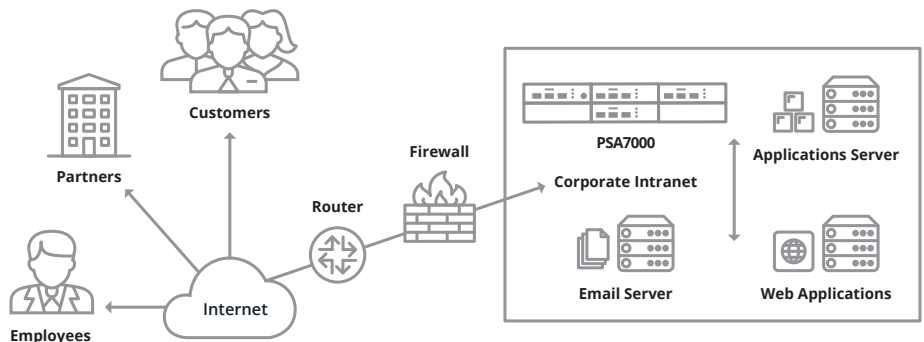 Customers
Partners
Employees
Internet
Router
Firewall
PSA7000
Corporate Intranet
Applications Server
Email Server
Web Applications